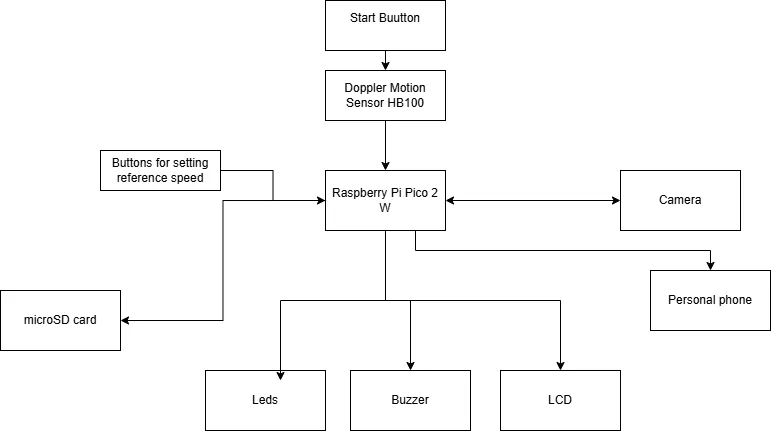 Start Buutton
Doppler Motion
Sensor HB100
Buttons for setting
reference speed
Raspberry Pi Pico 2
W
Camera
Personal phone
microSD card
Leds
Buzzer
LCD